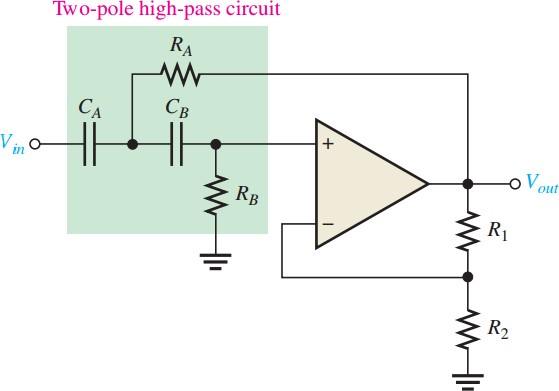 Two-pole high-pass circuit
R_A
C_A
C_B
V_in
+
R_B
V_out
−
R_1
R_2